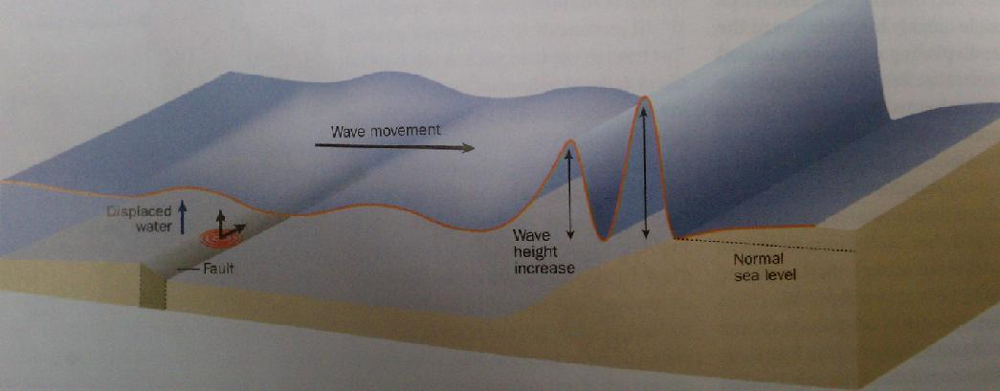 Wave movement
Displaced
water
Fault
Wave
height
increase
Normal
sea level